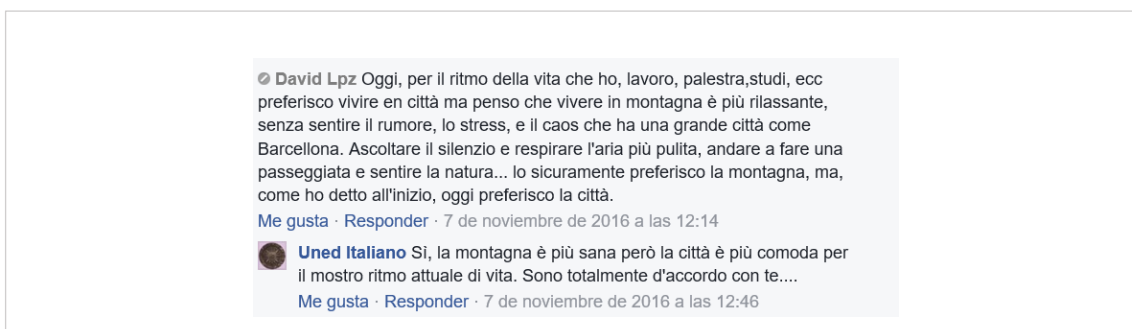 David Lpz Oggi, per il ritmo della vita che ho, lavoro, palestra,studi, ecc
preferisco vivire en città ma penso che vivere in montagna è più rilassante,
senza sentire il rumore, lo stress, e il caos che ha una grande città come
Barcellona. Ascoltare il silenzio e respirare l'aria più pulita, andare a fare una
passeggiata e sentire la natura... lo sicuramente preferisco la montagna, ma,
come ho detto all'inizio, oggi preferisco la città.
Me gusta · Responder · 7 de noviembre de 2016 a las 12:14
Uned Italiano Sì, la montagna è più sana però la città è più comoda per
il mostro ritmo attuale di vita. Sono totalmente d'accordo con te....
Me gusta · Responder · 7 de noviembre de 2016 a las 12:46